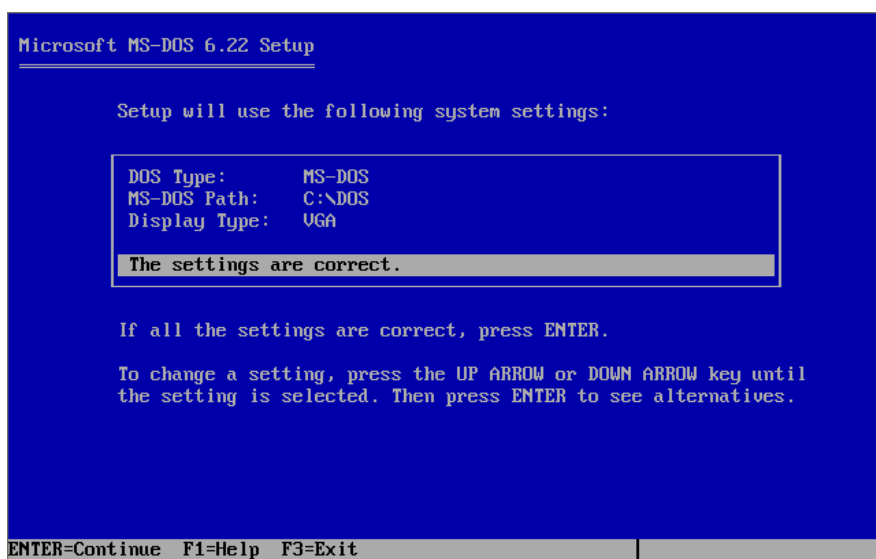 Microsoft MS-DOS 6.22 Setup
Setup will use the following system settings:
DOS Type: MS-DOS
MS-DOS Path: C:\DOS
Display Type: VGA
The settings are correct.
If all the settings are correct, press ENTER.
To change a setting, press the UP ARROW or DOWN ARROW key until
the setting is selected. Then press ENTER to see alternatives.
ENTER=Continue F1=Help F3=Exit